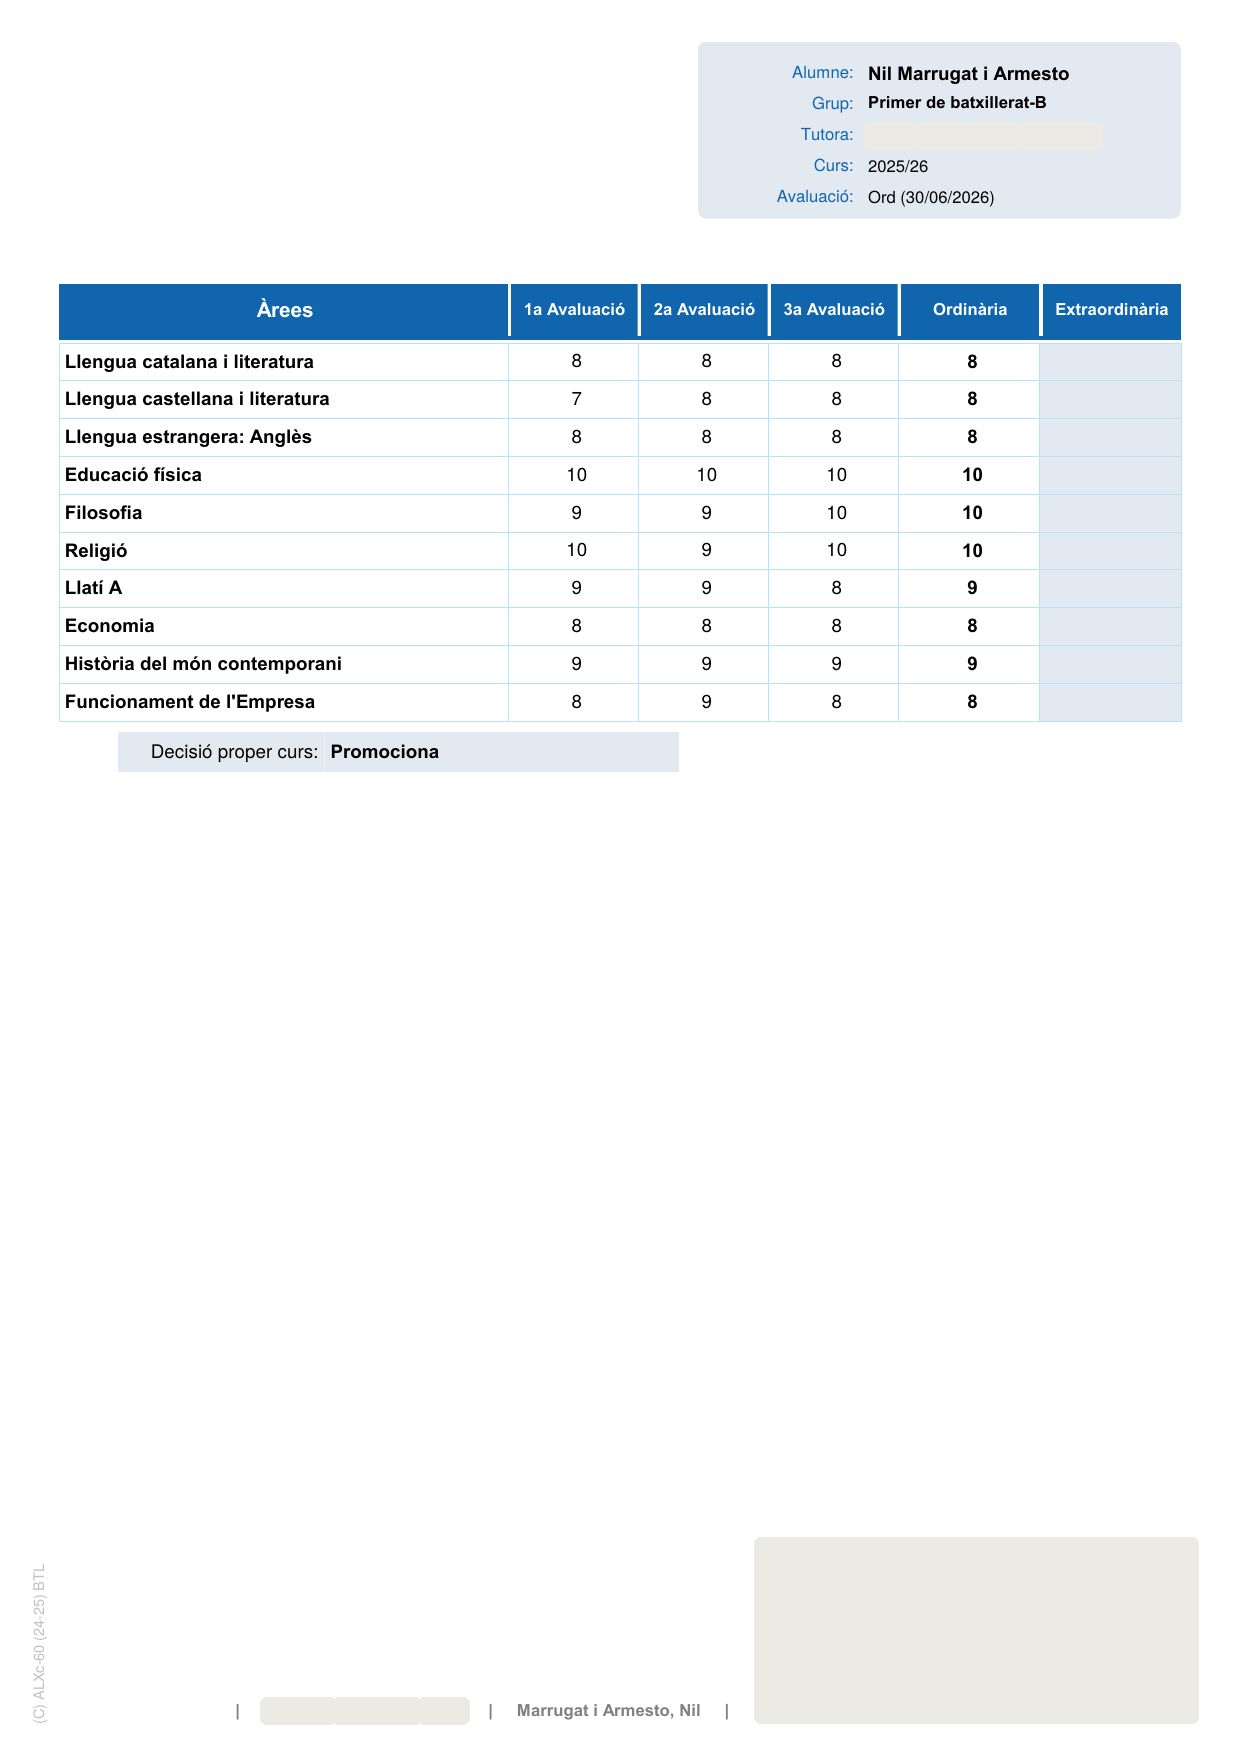 Alumne: Nil Marrugat i Armesto
Grup: Primer de batxillerat-B
Tutora:
Curs: 2025/26
Avaluació: Ord (30/06/2026)
Àrees 1a Avaluació 2a Avaluació 3a Avaluació Ordinària Extraordinària
Llengua catalana i literatura 8 8 8 8
Llengua castellana i literatura 7 8 8 8
Llengua estrangera: Anglès 8 8 8 8
Educació física 10 10 10 10
Filosofia 9 9 10 10
Religió 10 9 10 10
Llatí A 9 9 8 9
Economia 8 8 8 8
Història del món contemporani 9 9 9 9
Funcionament de l'Empresa 8 9 8 8
Decisió proper curs: Promociona
(C) ALXc-60 (24-25) BTL
| | Marrugat i Armesto, Nil |